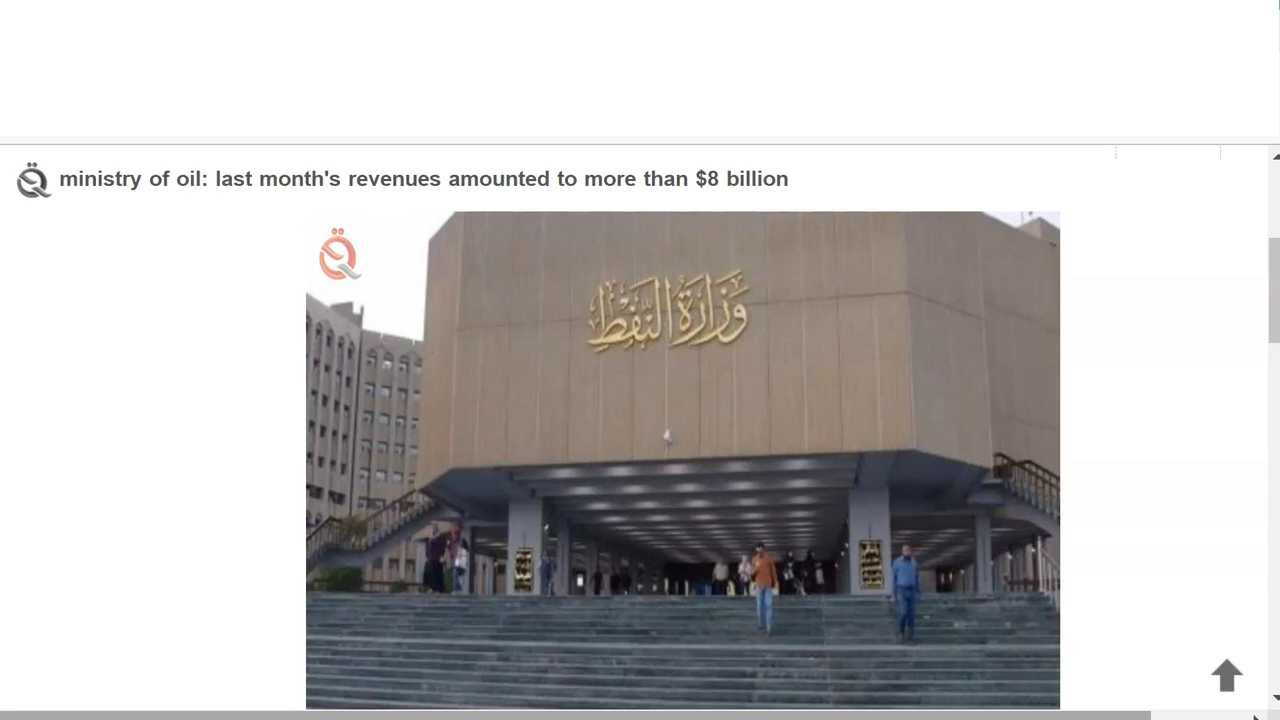 ministry of oil: last month's revenues amounted to more than $8 billion
وزارة النفط